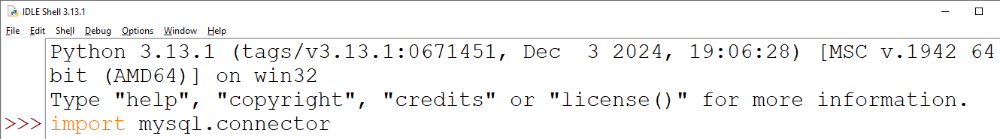 IDLE Shell 3.13.1
File Edit Shell Debug Options Window Help
Python 3.13.1 (tags/v3.13.1:0671451, Dec  3 2024, 19:06:28) [MSC v.1942 64
bit (AMD64)] on win32
Type "help", "copyright", "credits" or "license()" for more information.
>>> import mysql.connector